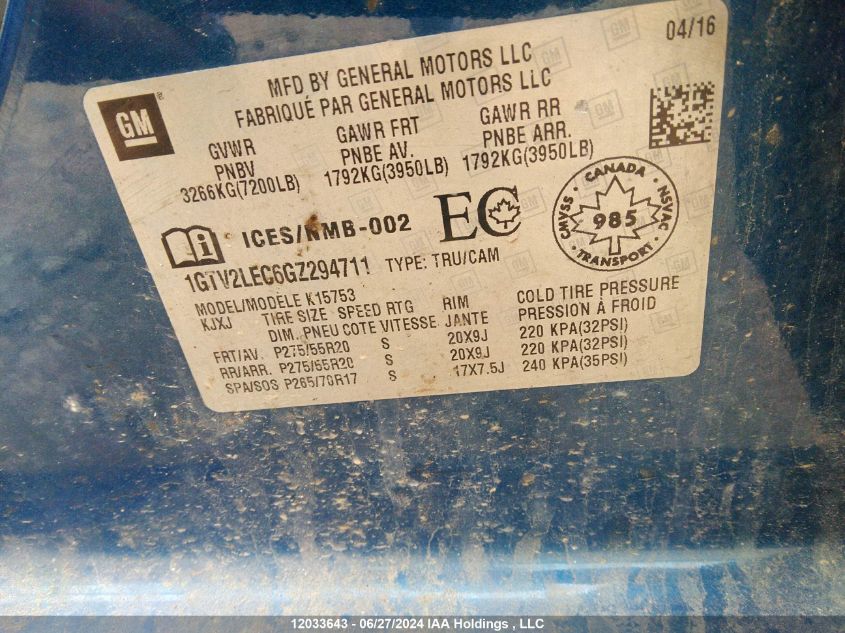 04/16
MFD BY GENERAL MOTORS LLC
FABRIQUÉ PAR GENERAL MOTORS LLC
GM
GVWR GAWR FRT GAWR RR
PNBV PNBE AV. PNBE ARR.
3266KG(7200LB) 1792KG(3950LB) 1792KG(3950LB)
ICES/NMB-002 EC
CANADA
CMVSS 985 NSVAC
TRANSPORT
1GTV2LEC6GZ294711 TYPE: TRU/CAM
MODEL/MODÈLE K15753
KJXJ TIRE SIZE SPEED RTG RIM COLD TIRE PRESSURE
DIM. PNEU COTE VITESSE JANTE PRESSION À FROID
FRT/AV. P275/55R20 S 20X9J 220 KPA(32PSI)
RR/ARR. P275/55R20 S 20X9J 220 KPA(32PSI)
SPA/SOS P265/70R17 S 17X7.5J 240 KPA(35PSI)
12033643 - 06/27/2024 IAA Holdings , LLC